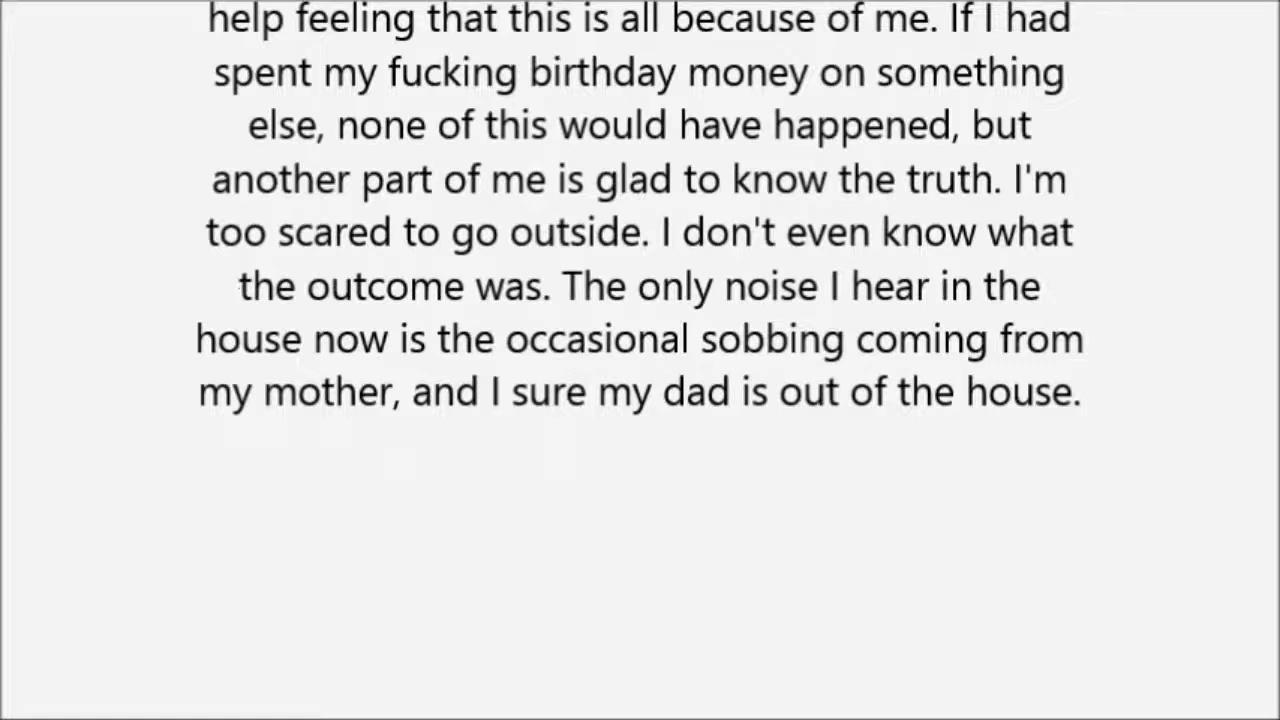 help feeling that this is all because of me. If I had
spent my fucking birthday money on something
else, none of this would have happened, but
another part of me is glad to know the truth. I'm
too scared to go outside. I don't even know what
the outcome was. The only noise I hear in the
house now is the occasional sobbing coming from
my mother, and I sure my dad is out of the house.